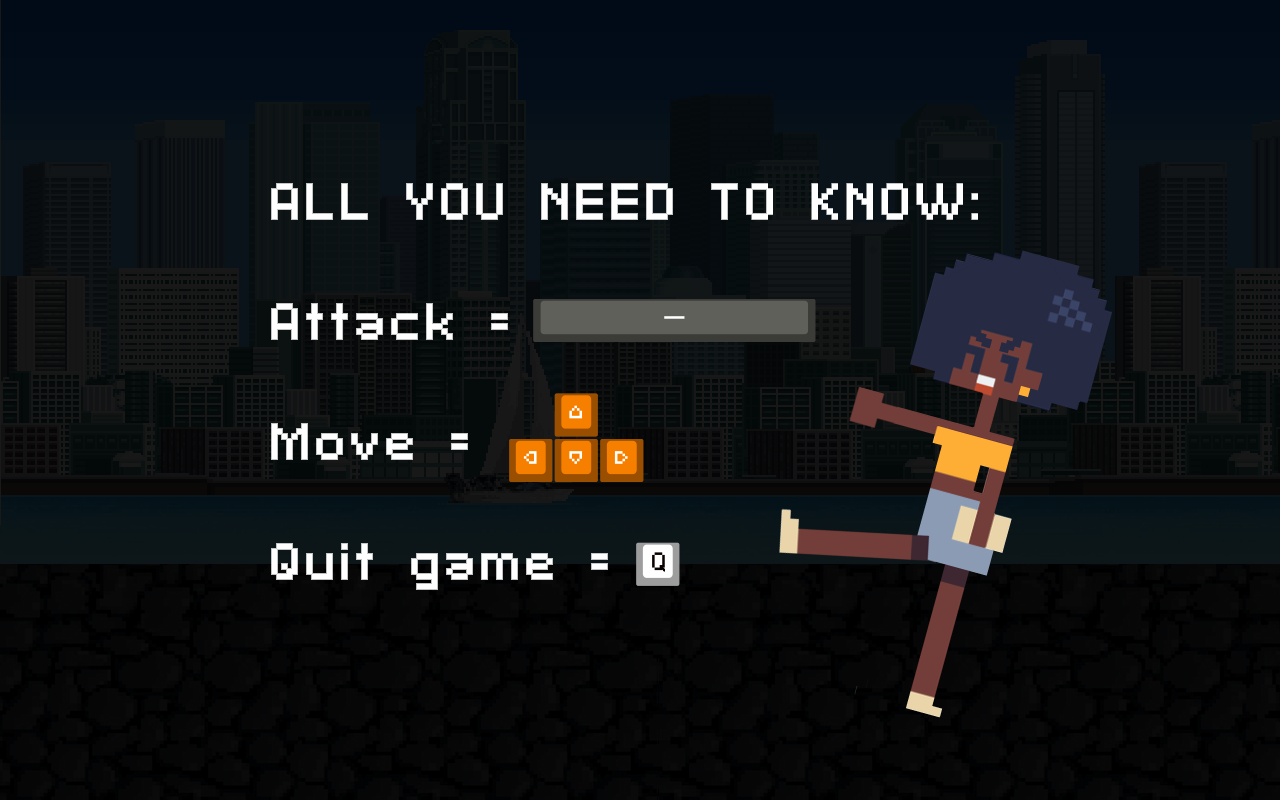 ALL YOU NEED TO KNOW:
Attack =
Move =
Quit game = Q